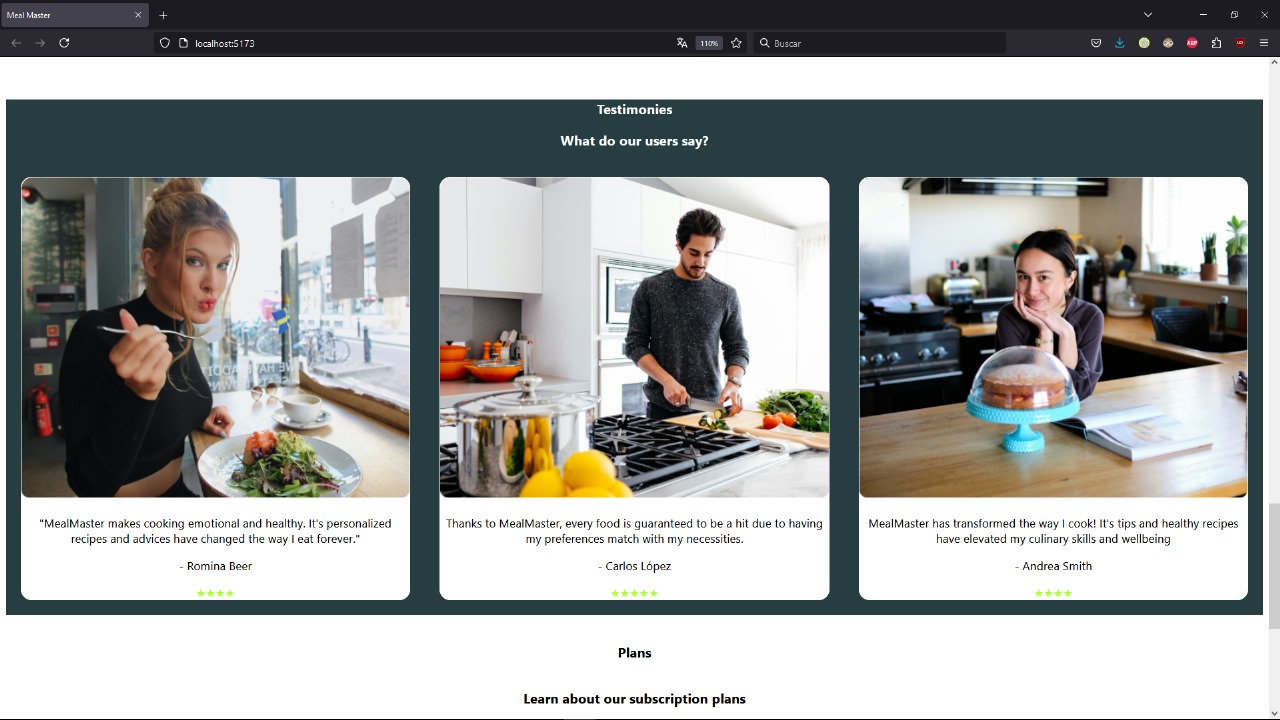 Meal Master
localhost:5173
110%
Buscar
Testimonies
What do our users say?
"MealMaster makes cooking emotional and healthy. It's personalized
recipes and advices have changed the way I eat forever."
- Romina Beer
★★★★
Thanks to MealMaster, every food is guaranteed to be a hit due to having
my preferences match with my necessities.
- Carlos López
★★★★★
MealMaster has transformed the way I cook! It's tips and healthy recipes
have elevated my culinary skills and wellbeing
- Andrea Smith
★★★★
Plans
Learn about our subscription plans